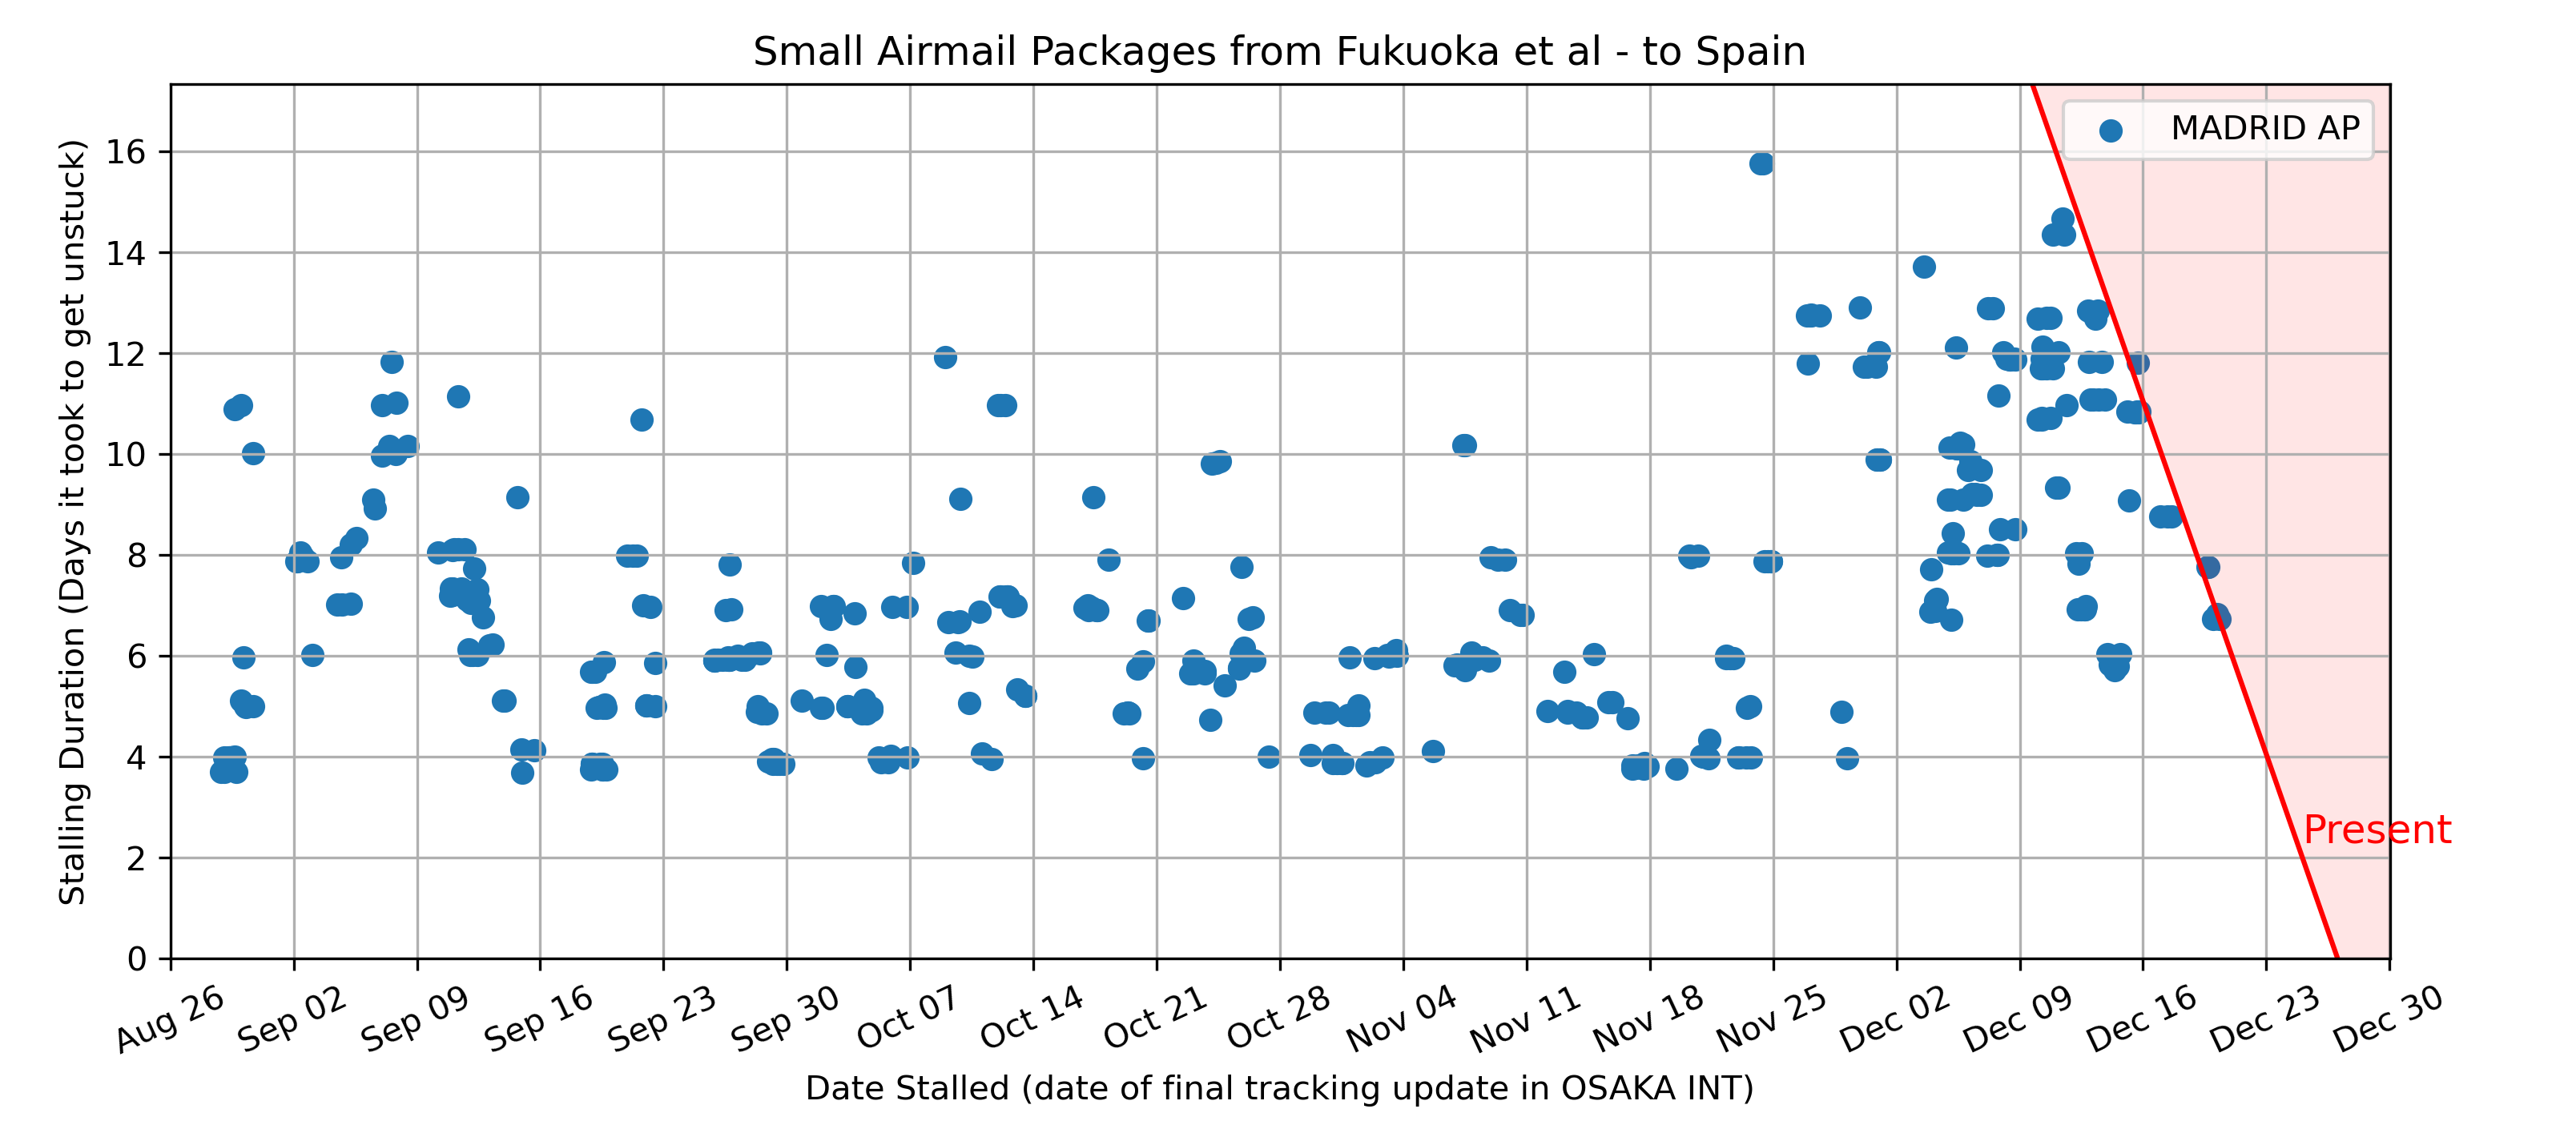 Small Airmail Packages from Fukuoka et al - to Spain
MADRID AP
Stalling Duration (Days it took to get unstuck)
16
14
12
10
8
6
4
2
0
Present
Aug 26
Sep 02
Sep 09
Sep 16
Sep 23
Sep 30
Oct 07
Oct 14
Oct 21
Oct 28
Nov 04
Nov 11
Nov 18
Nov 25
Dec 02
Dec 09
Dec 16
Dec 23
Dec 30
Date Stalled (date of final tracking update in OSAKA INT)